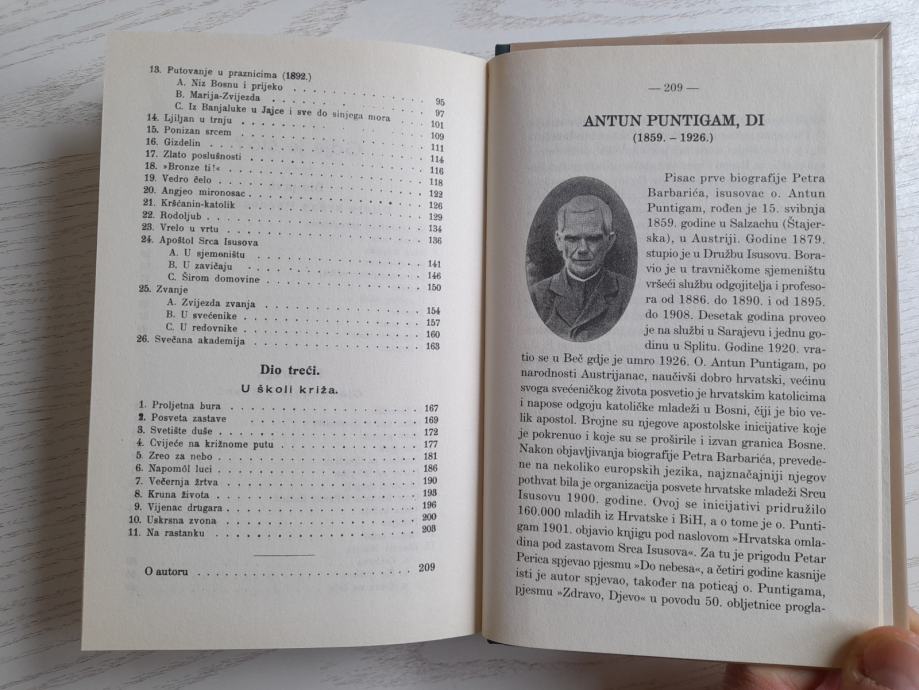 13. Putovanje u praznicima (1892.)
A. Niz Bosnu i prijeko . . . . . . . . . . . . 95
B. Marija-Zvijezda . . . . . . . . . . . . 97
C. Iz Banjaluke u Jajce i sve do sinjega mora . . . 101
14. Ljiljan u trnju . . . . . . . . . . . . 109
15. Ponizan srcem . . . . . . . . . . . . 111
16. Gizdelin . . . . . . . . . . . . 114
17. Zlato poslušnosti . . . . . . . . . . . . 116
18. »Bronze ti!« . . . . . . . . . . . . 118
19. Vedro čelo . . . . . . . . . . . . 122
20. Angjeo mironosac . . . . . . . . . . . . 126
21. Kršćanin-katolik . . . . . . . . . . . . 129
22. Rodoljub . . . . . . . . . . . . 134
23. Vrelo u vrtu . . . . . . . . . . . . 136
24. Apoštol Srca Isusova
A. U sjemeništu . . . . . . . . . . . . 141
B. U zavičaju . . . . . . . . . . . . 146
C. Širom domovine . . . . . . . . . . . . 150
25. Zvanje
A. Zvijezda zvanja . . . . . . . . . . . . 154
B. U svećenike . . . . . . . . . . . . 157
C. U redovnike . . . . . . . . . . . . 160
26. Svečana akademija . . . . . . . . . . . . 163
Dio treći.
U školi križa.
1. Proljetna bura . . . . . . . . . . . . 167
2. Posveta zastave . . . . . . . . . . . . 169
3. Svetište duše . . . . . . . . . . . . 172
4. Cvijeće na križnome putu . . . . . . . . . . . . 177
5. Zreo za nebo . . . . . . . . . . . . 181
6. Napomôl luci . . . . . . . . . . . . 186
7. Večernja žrtva . . . . . . . . . . . . 190
8. Kruna života . . . . . . . . . . . . 193
9. Vijenac drugara . . . . . . . . . . . . 196
10. Uskrsna zvona . . . . . . . . . . . . 200
11. Na rastanku . . . . . . . . . . . . 203
O autoru . . . . . . . . . . . . 209
— 209 —
ANTUN PUNTIGAM, DI
(1859. – 1926.)
Pisac prve biografije Petra
Barbarića, isusovac o. Antun
Puntigam, rođen je 15. svibnja
1859. godine u Salzachu (Štajer-
ska), u Austriji. Godine 1879.
stupio je u Družbu Isusovu. Bora-
vio je u travničkome sjemeništu
vršeći službu odgojitelja i profeso-
ra od 1886. do 1890. i od 1895.
do 1908. Desetak godina proveo
je na službi u Sarajevu i jednu go-
dinu u Splitu. Godine 1920. vra-
tio se u Beč gdje je umro 1926. O. Antun Puntigam, po
narodnosti Austrijanac, naučivši dobro hrvatski, većinu
svoga svećeničkog života posvetio je hrvatskim katolicima
i napose odgoju katoličke mladeži u Bosni, čiji je bio ve-
lik apostol. Brojne su njegove apostolske inicijative koje
je pokrenuo i koje su se proširile i izvan granica Bosne.
Nakon objavljivanja biografije Petra Barbarića, prevede-
ne na nekoliko europskih jezika, najznačajniji njegov
pothvat bila je organizacija posvete hrvatske mladeži Srcu
Isusovu 1900. godine. Ovoj se inicijativi pridružilo
160.000 mladih iz Hrvatske i BiH, a o tome je o. Punti-
gam 1901. objavio knjigu pod naslovom »Hrvatska omla-
dina pod zastavom Srca Isusova«. Za tu je prigodu Petar
Perica spjevao pjesmu »Do nebesa«, a četiri godine kasnije
isti je autor spjevao, također na poticaj o. Puntigama,
pjesmu »Zdravo, Djevo« u povodu 50. obljetnice progla-